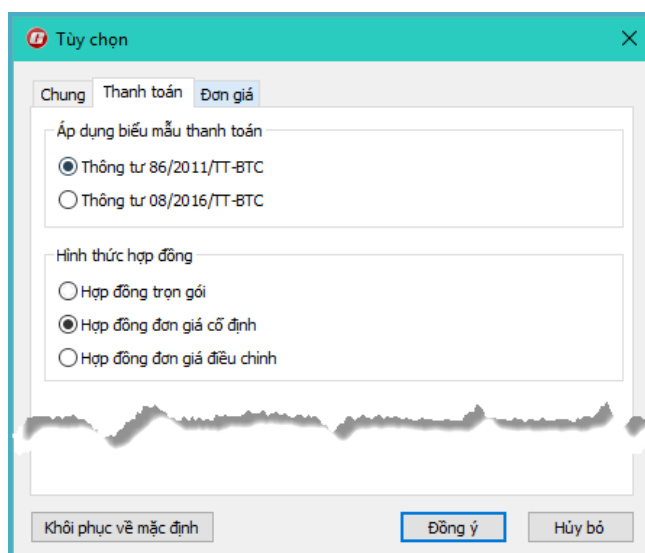 Tùy chọn
Chung Thanh toán Đơn giá
Áp dụng biểu mẫu thanh toán
Thông tư 86/2011/TT-BTC
Thông tư 08/2016/TT-BTC
Hình thức hợp đồng
Hợp đồng trọn gói
Hợp đồng đơn giá cố định
Hợp đồng đơn giá điều chỉnh
Khôi phục về mặc định Đồng ý Hủy bỏ